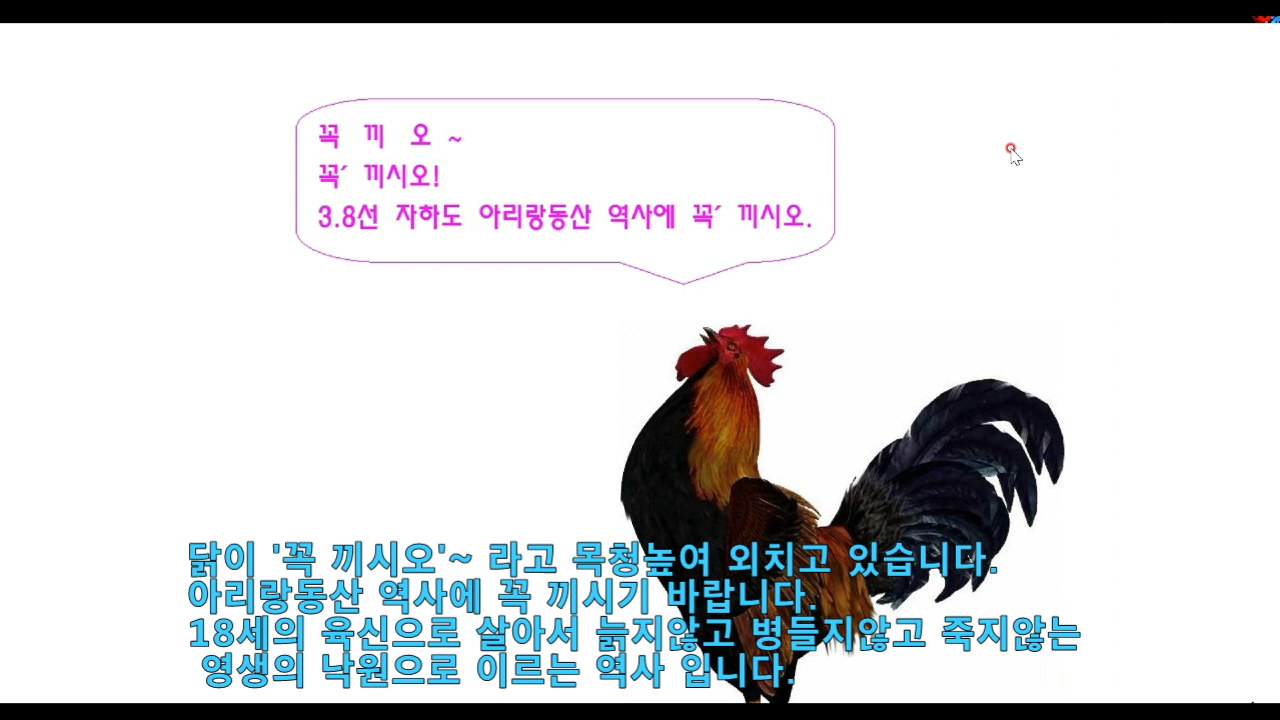 꼭 끼 오 ~
꼭´ 끼시오!
3.8선 자하도 아리랑동산 역사에 꼭´ 끼시오.
닭이 '꼭 끼시오'~ 라고 목청높여 외치고 있습니다.
아리랑동산 역사에 꼭 끼시기 바랍니다.
18세의 육신으로 살아서 늙지않고 병들지않고 죽지않는
영생의 낙원으로 이르는 역사 입니다.